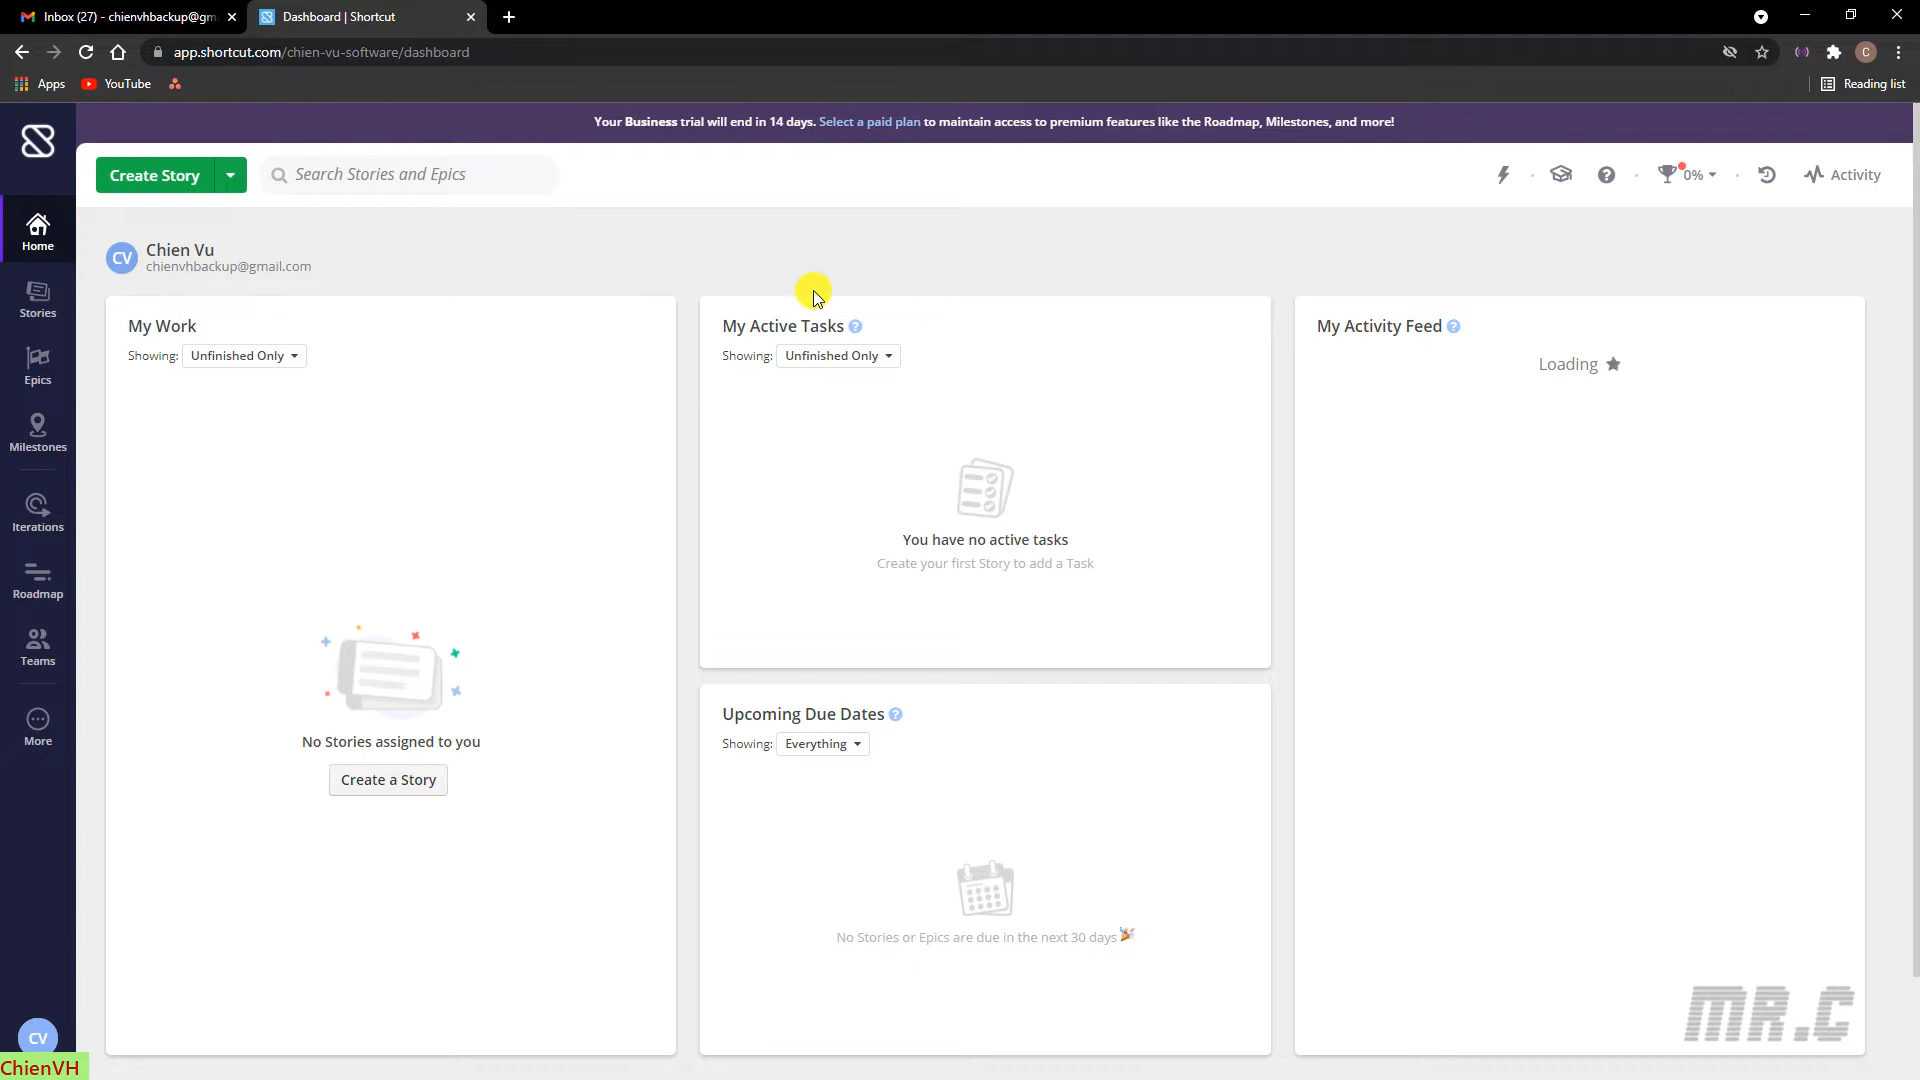 Inbox (27) - chienvhbackup@gm
Dashboard | Shortcut
app.shortcut.com/chien-vu-software/dashboard
C
Apps
YouTube
Reading list
Your Business trial will end in 14 days. Select a paid plan to maintain access to premium features like the Roadmap, Milestones, and more!
Create Story
Search Stories and Epics
0%
Activity
Home
Stories
Epics
Milestones
Iterations
Roadmap
Teams
More
CV
ChienVH
CV
Chien Vu
chienvhbackup@gmail.com
My Work
Showing: Unfinished Only
No Stories assigned to you
Create a Story
My Active Tasks
Showing: Unfinished Only
You have no active tasks
Create your first Story to add a Task
Upcoming Due Dates
Showing: Everything
No Stories or Epics are due in the next 30 days
My Activity Feed
Loading
MR.C